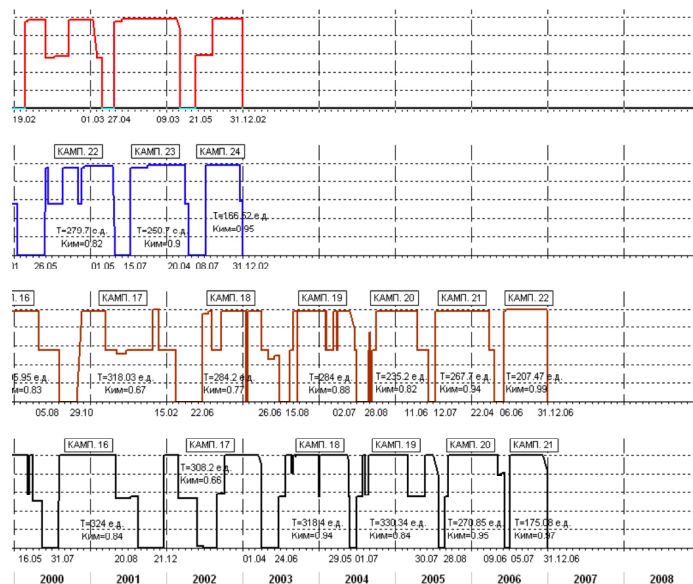 19.02 01.03 27.04 09.03 21.05 31.12.02
КАМП. 22 КАМП. 23 КАМП. 24
T=166.52 е.д.
Ким=0.95
T=279.7 е.д. T=260.7 е.д.
Ким=0.82 Ким=0.9
26.05 01.05 15.07 20.04 08.07 31.12.02
П. 16 КАМП. 17 КАМП. 18 КАМП. 19 КАМП. 20 КАМП. 21 КАМП. 22
5.95 е.д. T=318.03 е.д. T=284.2 е.д. T=284 е.д. T=235.2 е.д. T=267.7 е.д. T=207.47 е.д.
м=0.83 Ким=0.67 Ким=0.77 Ким=0.88 Ким=0.82 Ким=0.94 Ким=0.99
05.08 29.10 15.02 22.06 26.06 15.08 02.07 28.08 11.06 12.07 22.04 06.06 31.12.06
КАМП. 16 КАМП. 17 КАМП. 18 КАМП. 19 КАМП. 20 КАМП. 21
T=308.2 е.д.
Ким=0.66
T=324 е.д. T=318.4 е.д. T=330.34 е.д. T=270.85 е.д. T=175.08 е.д.
Ким=0.84 Ким=0.94 Ким=0.84 Ким=0.95 Ким=0.97
16.05 31.07 20.08 21.12 01.04 24.06 29.05 01.07 30.07 28.08 09.06 05.07 31.12.06
2000 2001 2002 2003 2004 2005 2006 2007 2008